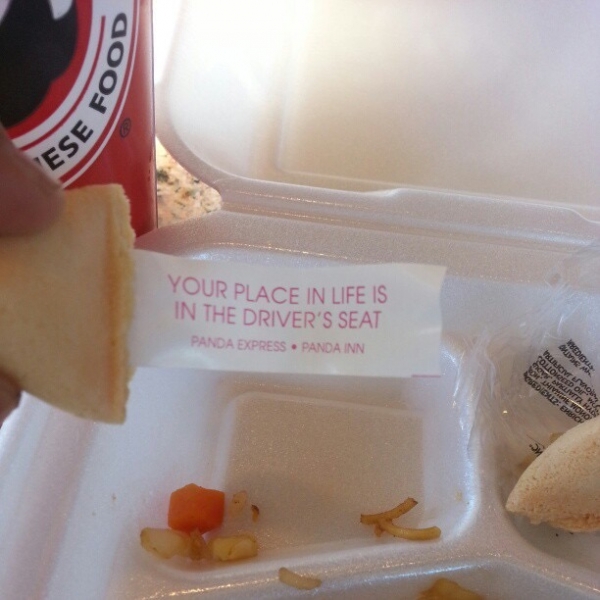 ESE FOOD
®
YOUR PLACE IN LIFE IS
IN THE DRIVER'S SEAT
PANDA EXPRESS • PANDA INN